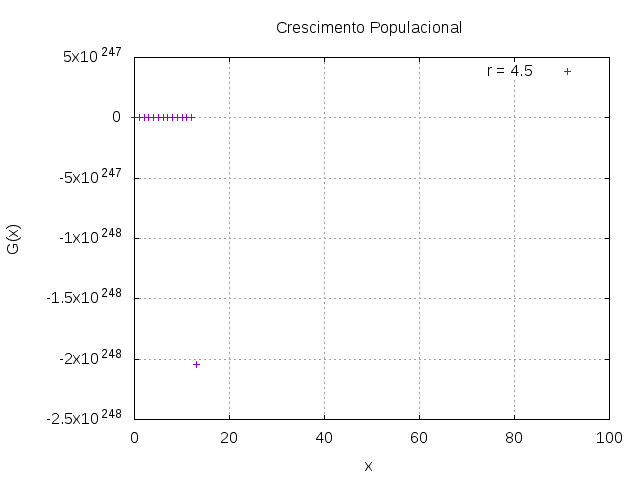 Crescimento Populacional
r = 4.5
5x10^247
0
-5x10^247
-1x10^248
-1.5x10^248
-2x10^248
-2.5x10^248
G(x)
0 20 40 60 80 100
x